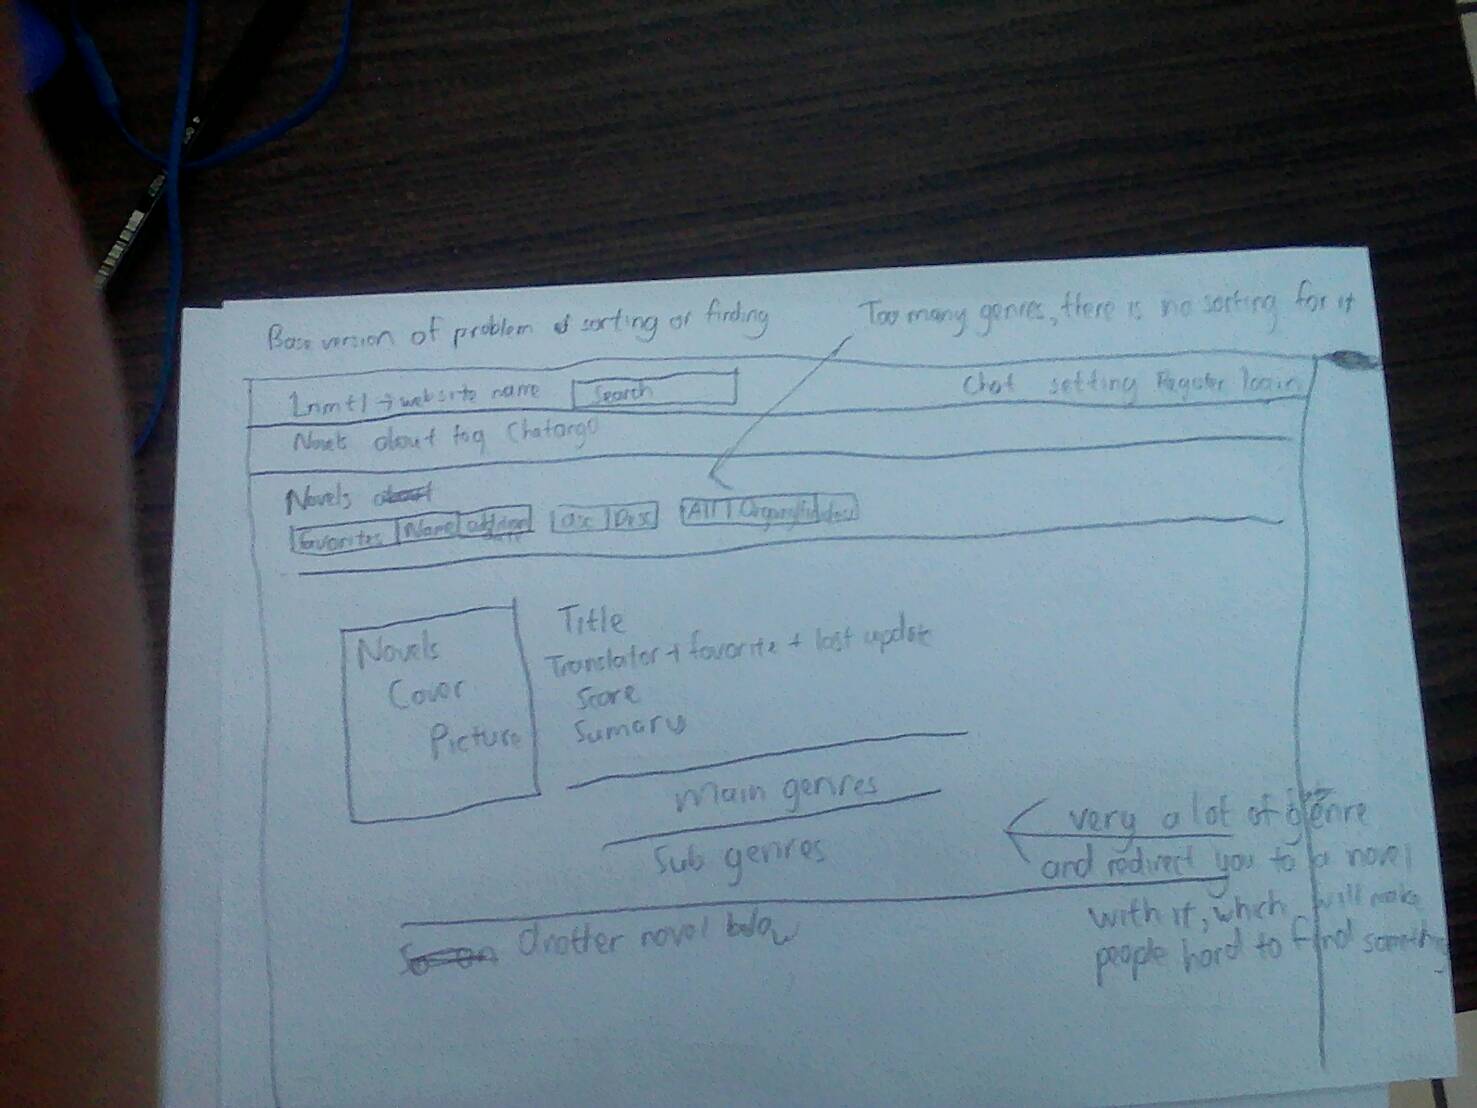 Base version of problem of sorting or finding
Too many genres, there is no sorting for it
lnmtl → website name
Search
Chat setting Register login
Novels about faq
Novels about
Favorites Name addition date
asc Desc
All Ongoing
Novels
Cover
Picture
Title
Translator + favorite + last update
Score
Sumary
main genres
Sub genres
very a lot of genre
and redirect you to a novel
with it, which will make
people hard to find something
So on Another novel below